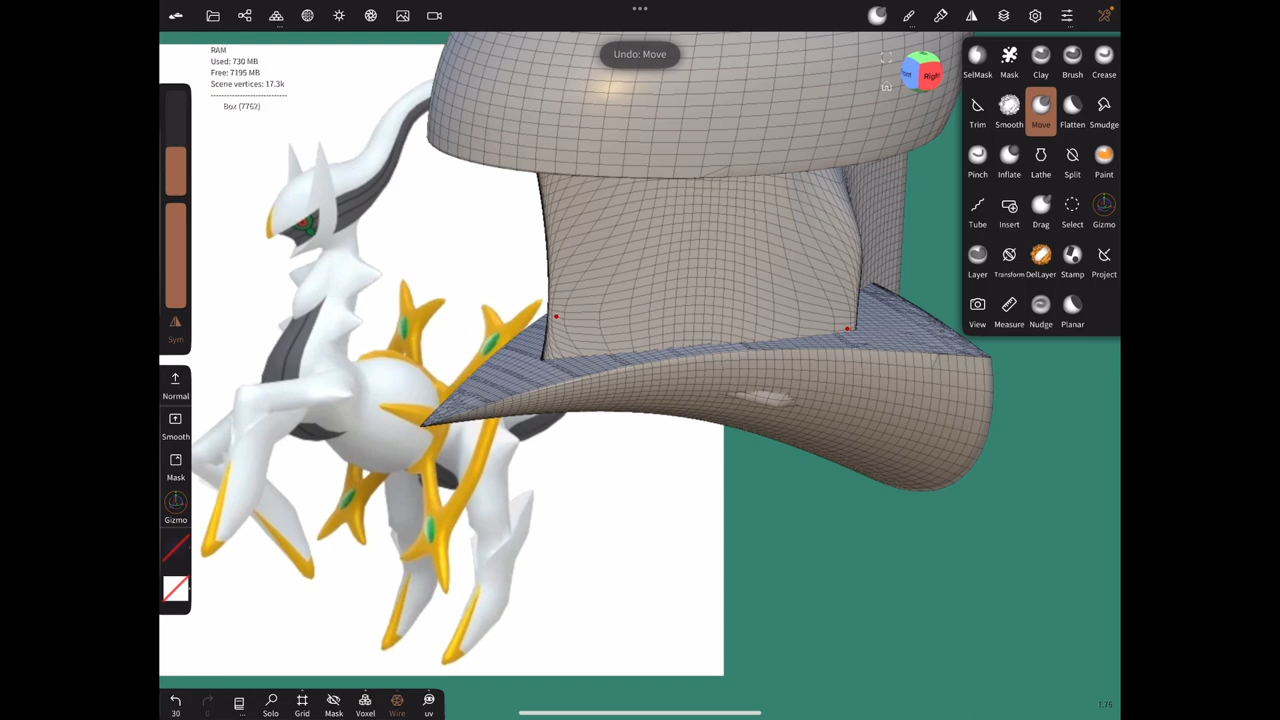 Undo: Move
RAM
Used: 730 MB
Free: 7195 MB
Scene vertices: 17.3k
Box (7762)
Right
SelMask Mask Clay Brush Crease
Trim Smooth Move Flatten Smudge
Pinch Inflate Lathe Split Paint
Tube Insert Drag Select Gizmo
Layer Transform DelLayer Stamp Project
View Measure Nudge Planar
Sym
Normal
Smooth
Mask
Gizmo
30 0 ... Solo Grid Mask Voxel Wire uv
1.76